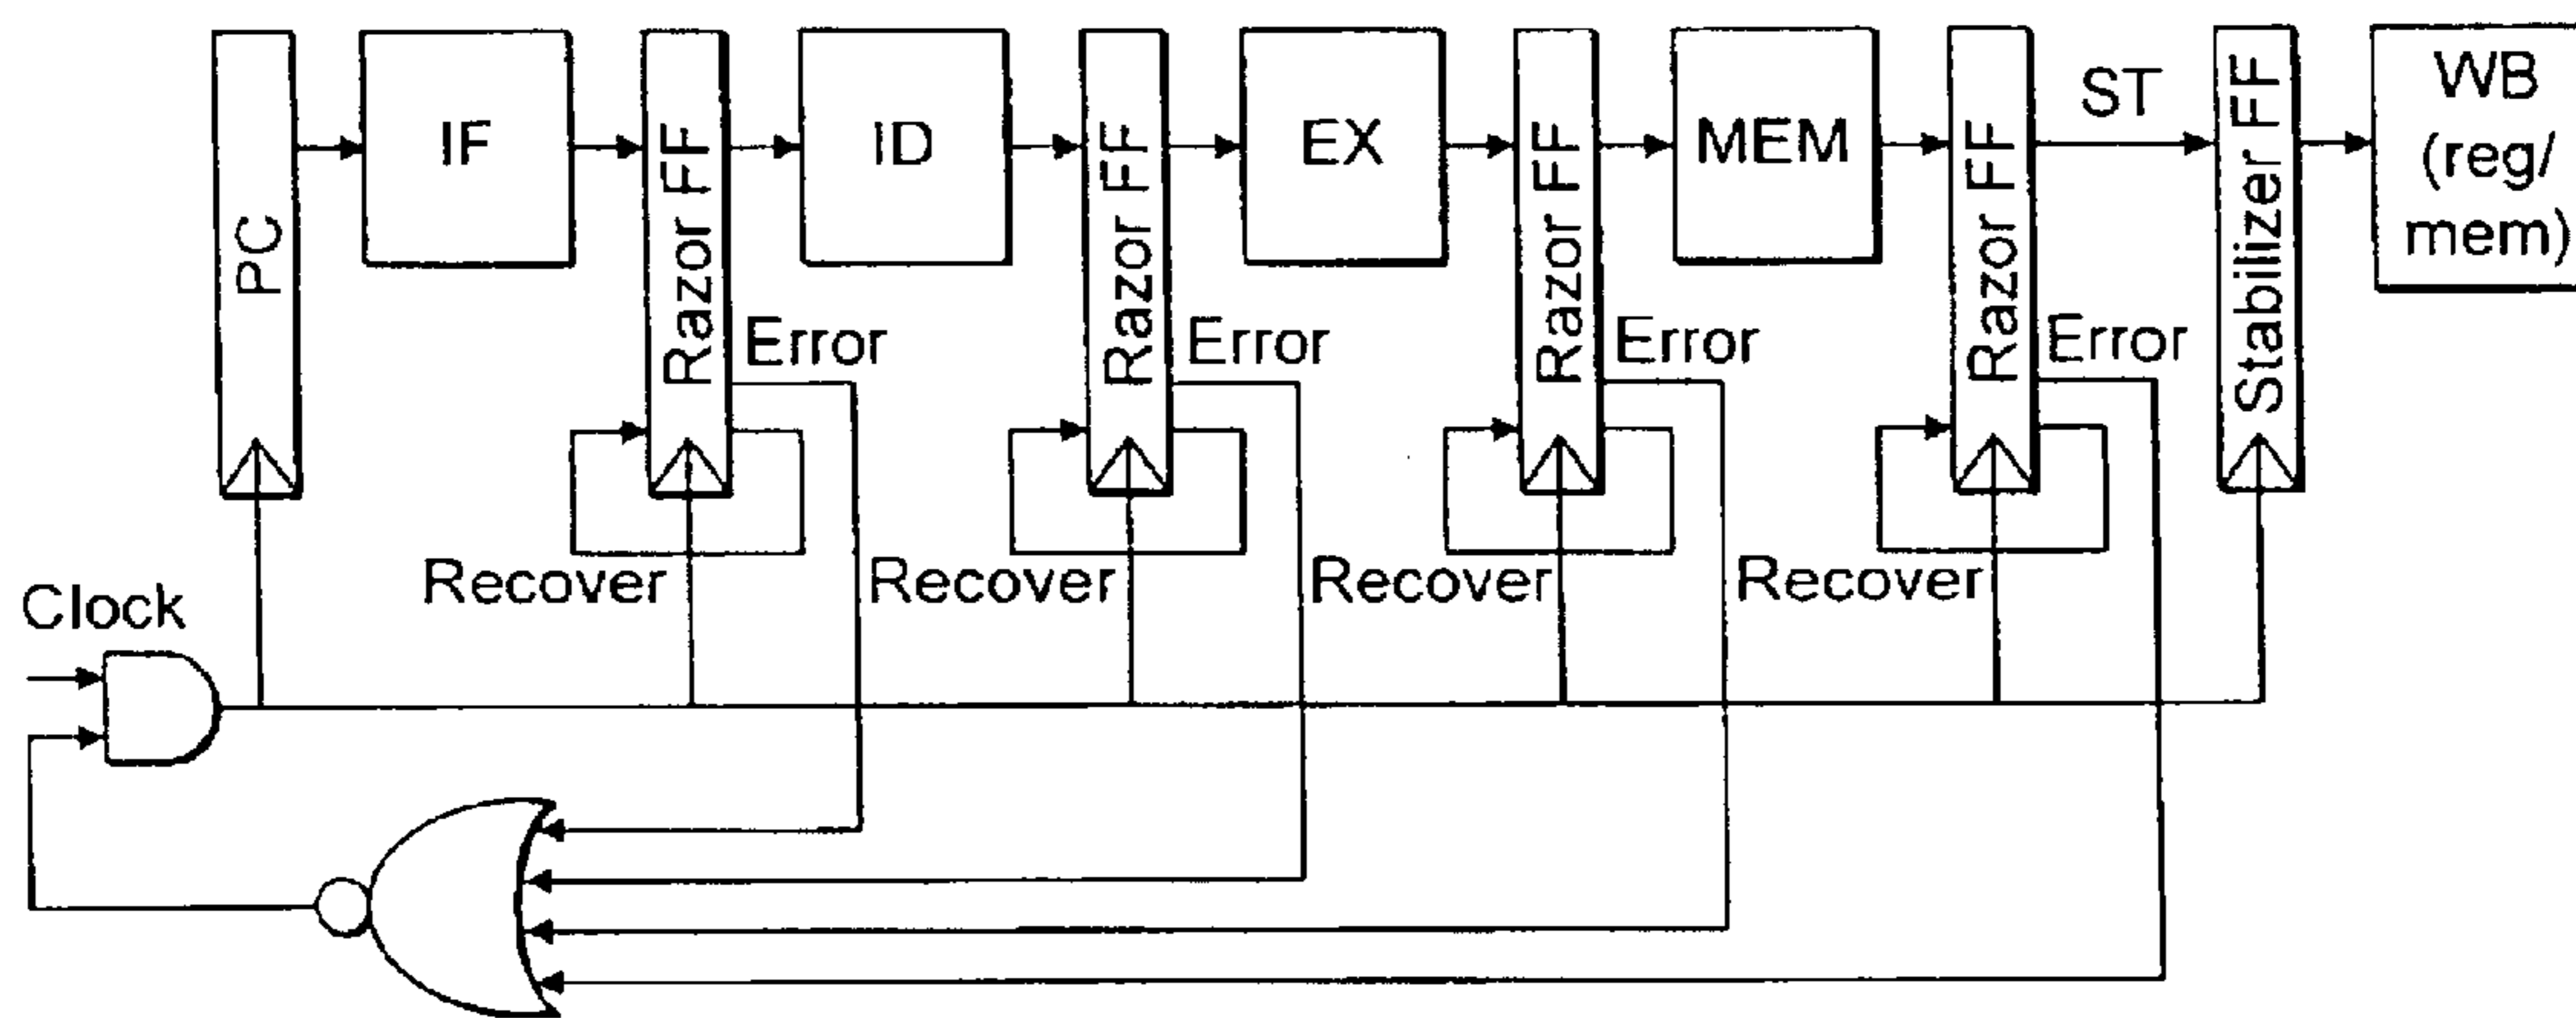 PC
IF
Razor FF
ID
Razor FF
EX
Razor FF
MEM
Razor FF
ST
Stabilizer FF
WB
(reg/
mem)
Error
Error
Error
Error
Recover
Recover
Recover
Recover
Clock